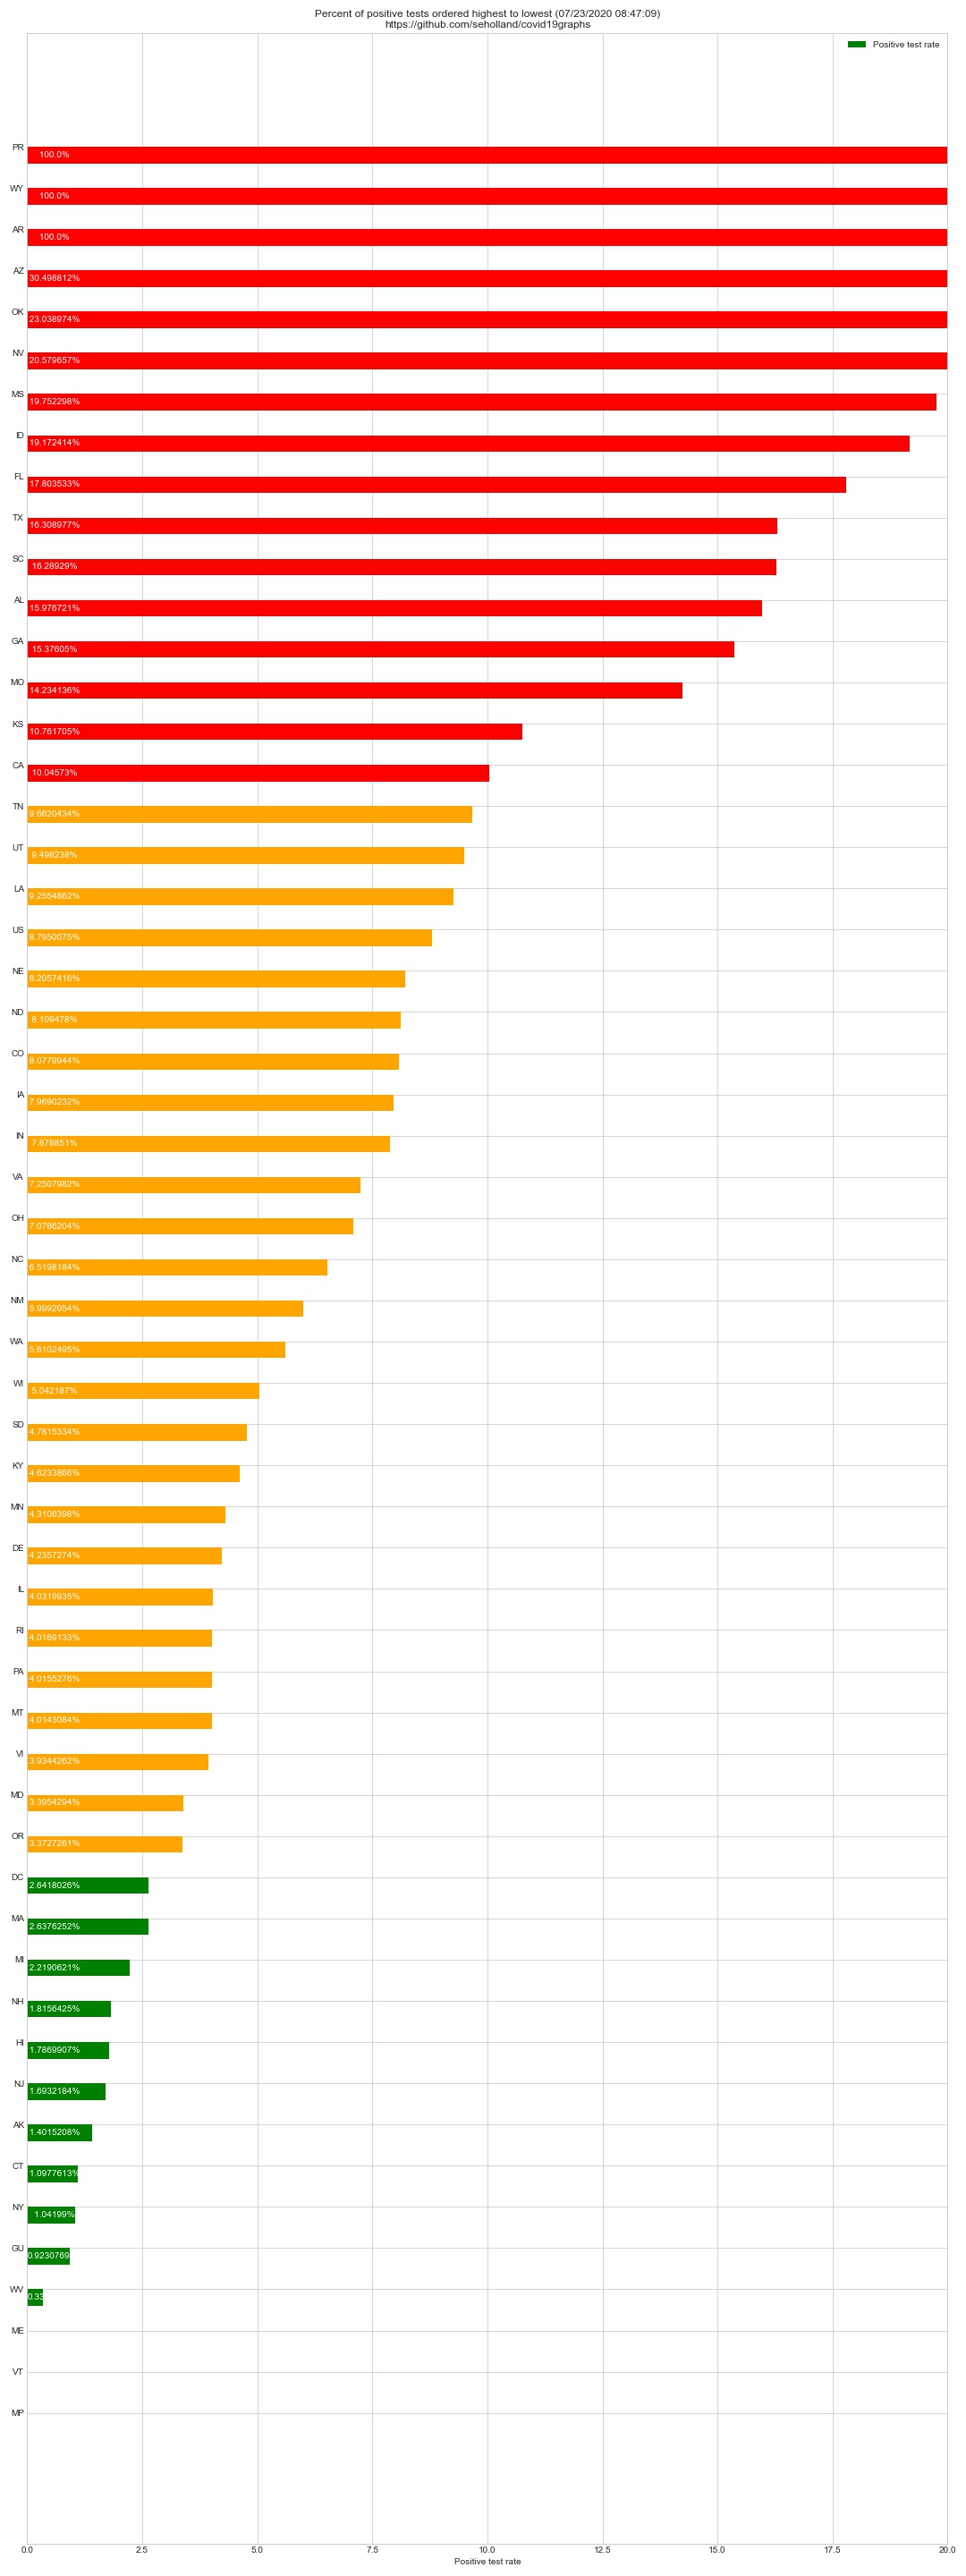 Percent of positive tests ordered highest to lowest (07/23/2020 08:47:09)
https://github.com/seholland/covid19graphs
Positive test rate
PR 100.0%
WY 100.0%
AR 100.0%
AZ 30.498812%
OK 23.038974%
NV 20.579657%
MS 19.752298%
ID 19.172414%
FL 17.803533%
TX 16.308977%
SC 16.28929%
AL 15.976721%
GA 15.37605%
MO 14.234136%
KS 10.761705%
CA 10.04573%
TN 9.6620434%
UT 9.498238%
LA 9.2554862%
US 8.7950075%
NE 8.2057416%
ND 8.109478%
CO 8.0779944%
IA 7.9690232%
IN 7.878851%
VA 7.2507982%
OH 7.0786204%
NC 6.5198184%
NM 5.9992054%
WA 5.6102495%
WI 5.042187%
SD 4.7815334%
KY 4.6233866%
MN 4.3106398%
DE 4.2357274%
IL 4.0319935%
RI 4.0169133%
PA 4.0155276%
MT 4.0143084%
VI 3.9344262%
MD 3.3954294%
OR 3.3727261%
DC 2.6418026%
MA 2.6376252%
MI 2.2190621%
NH 1.8156425%
HI 1.7869907%
NJ 1.6932184%
AK 1.4015208%
CT 1.0977613%
NY 1.04199%
GU 0.9230769
WV 0.33
ME
VT
MP
0.0 2.5 5.0 7.5 10.0 12.5 15.0 17.5 20.0
Positive test rate